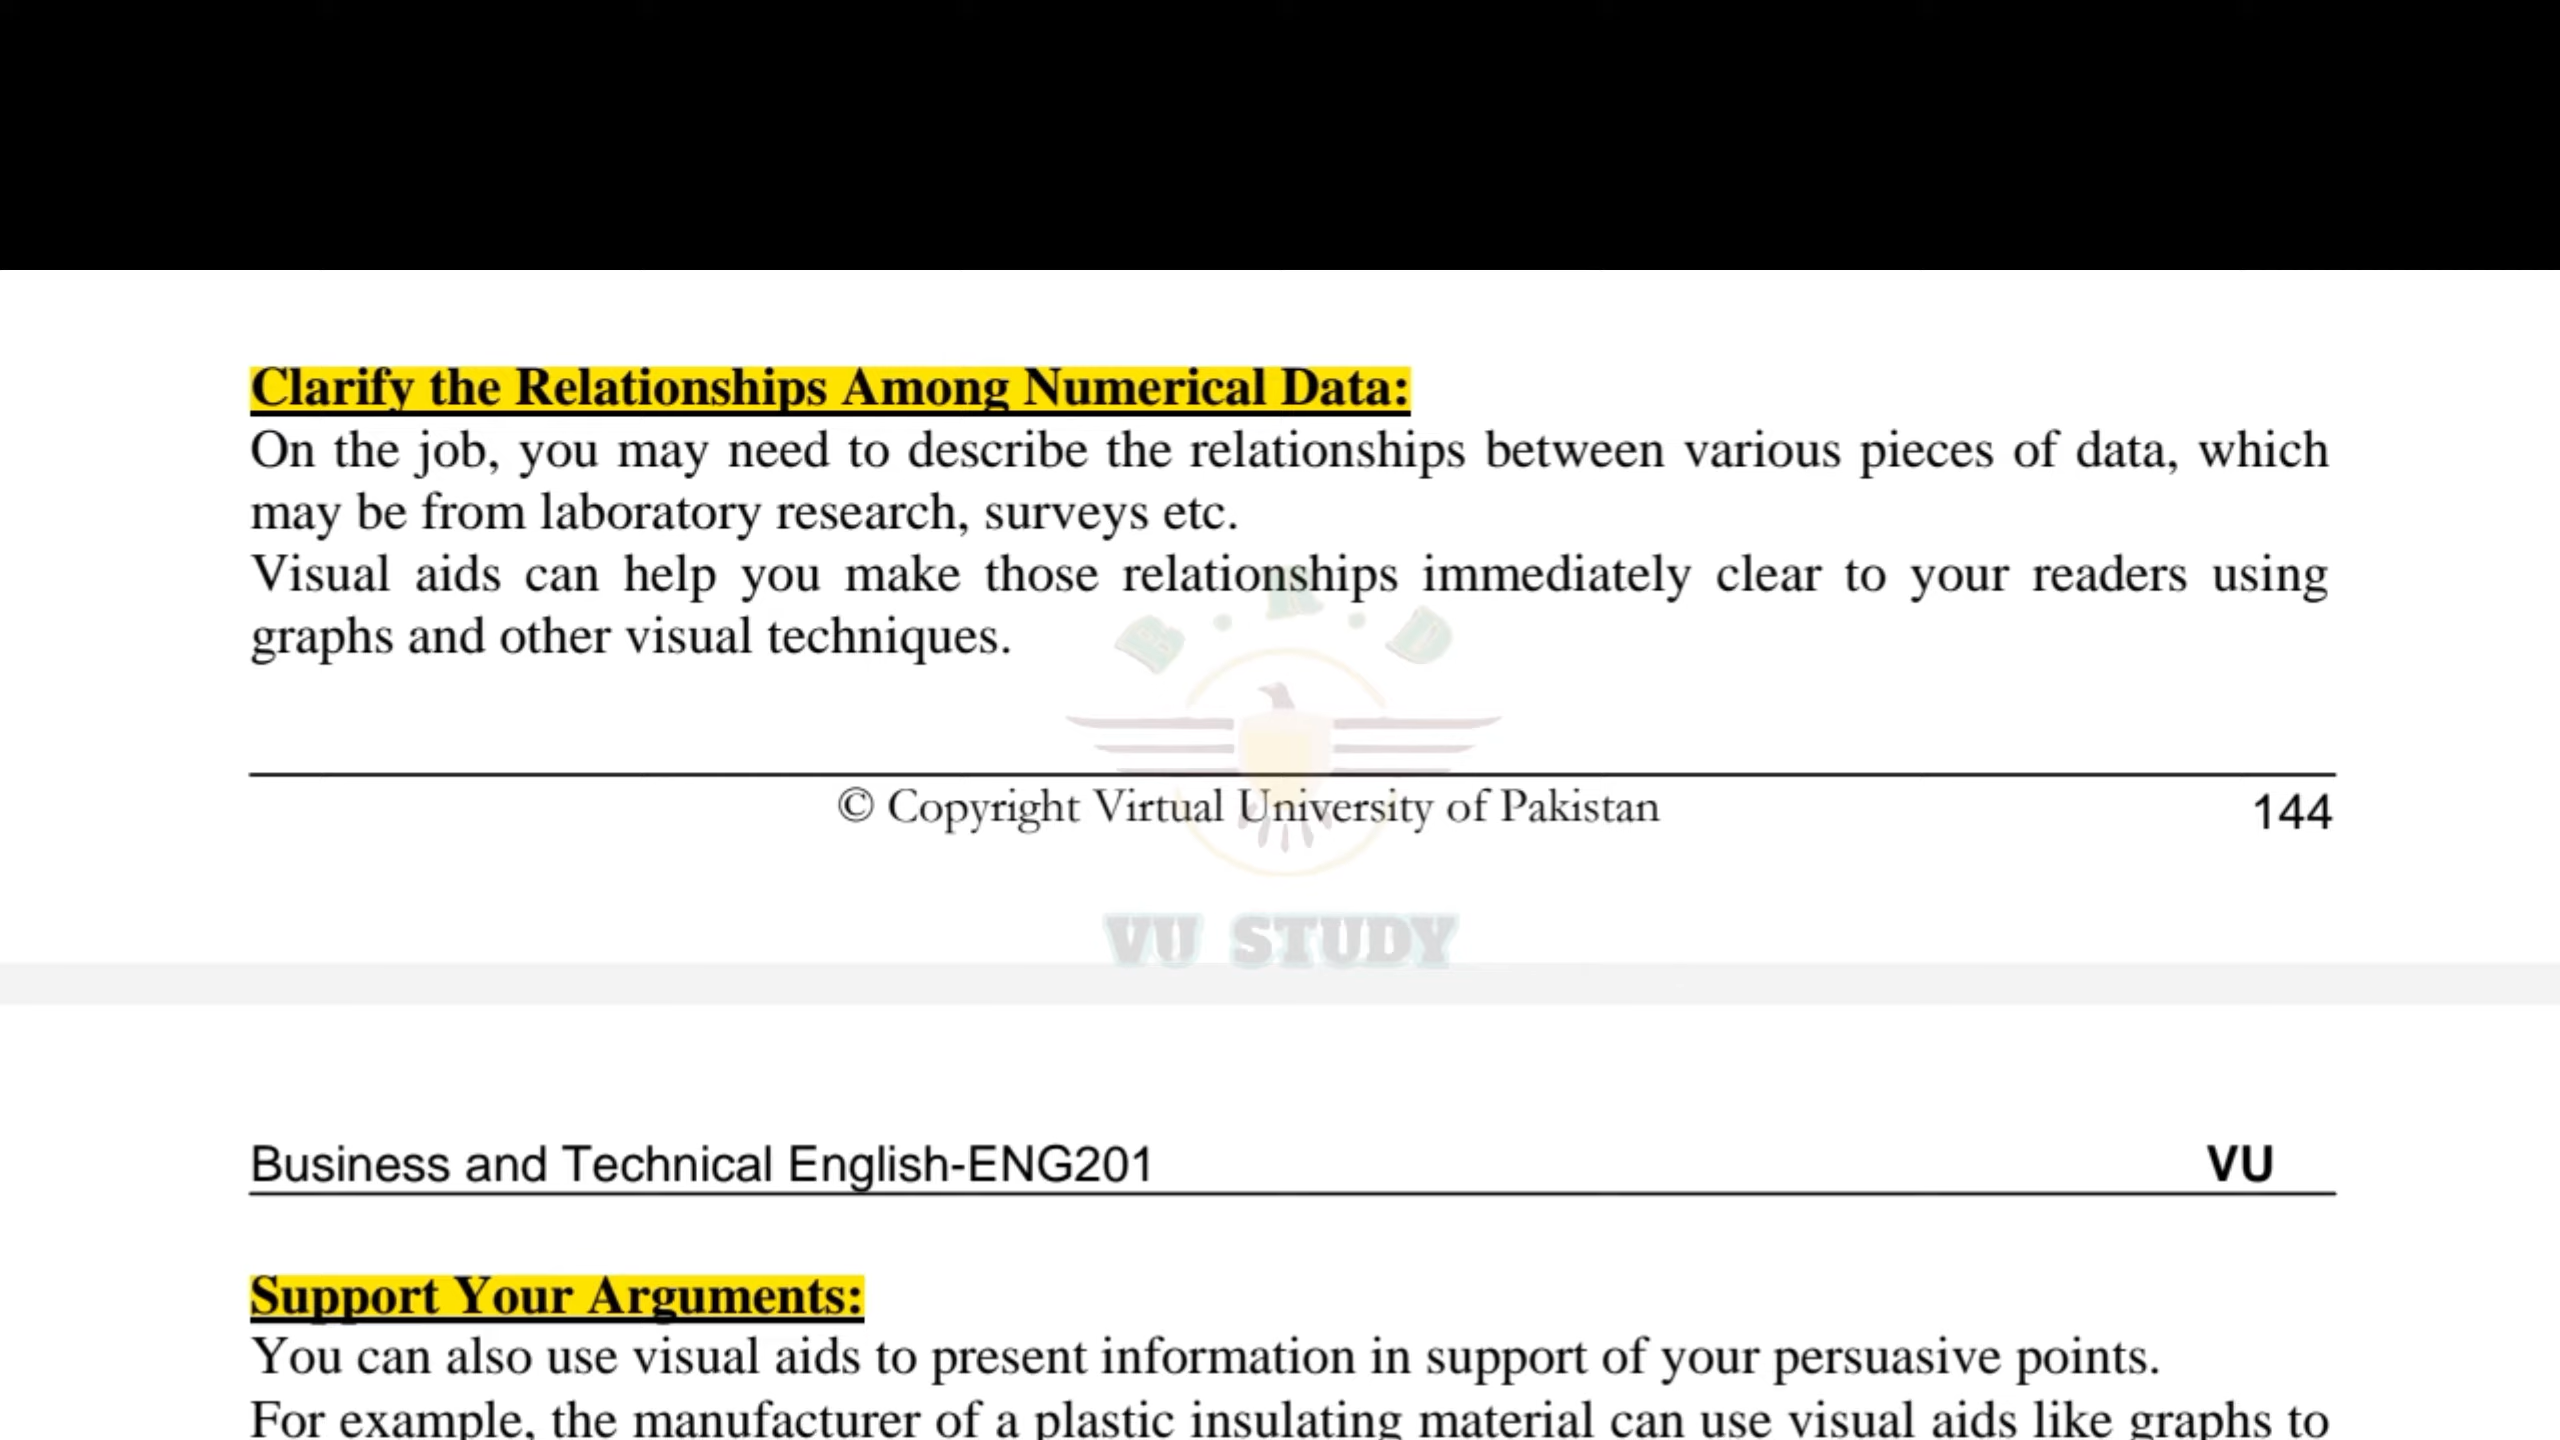 Clarify the Relationships Among Numerical Data:
On the job, you may need to describe the relationships between various pieces of data, which
may be from laboratory research, surveys etc.
Visual aids can help you make those relationships immediately clear to your readers using
graphs and other visual techniques.
B . R . D
© Copyright Virtual University of Pakistan 144
VU STUDY
Business and Technical English-ENG201 VU
Support Your Arguments:
You can also use visual aids to present information in support of your persuasive points.
For example, the manufacturer of a plastic insulating material can use visual aids like graphs to